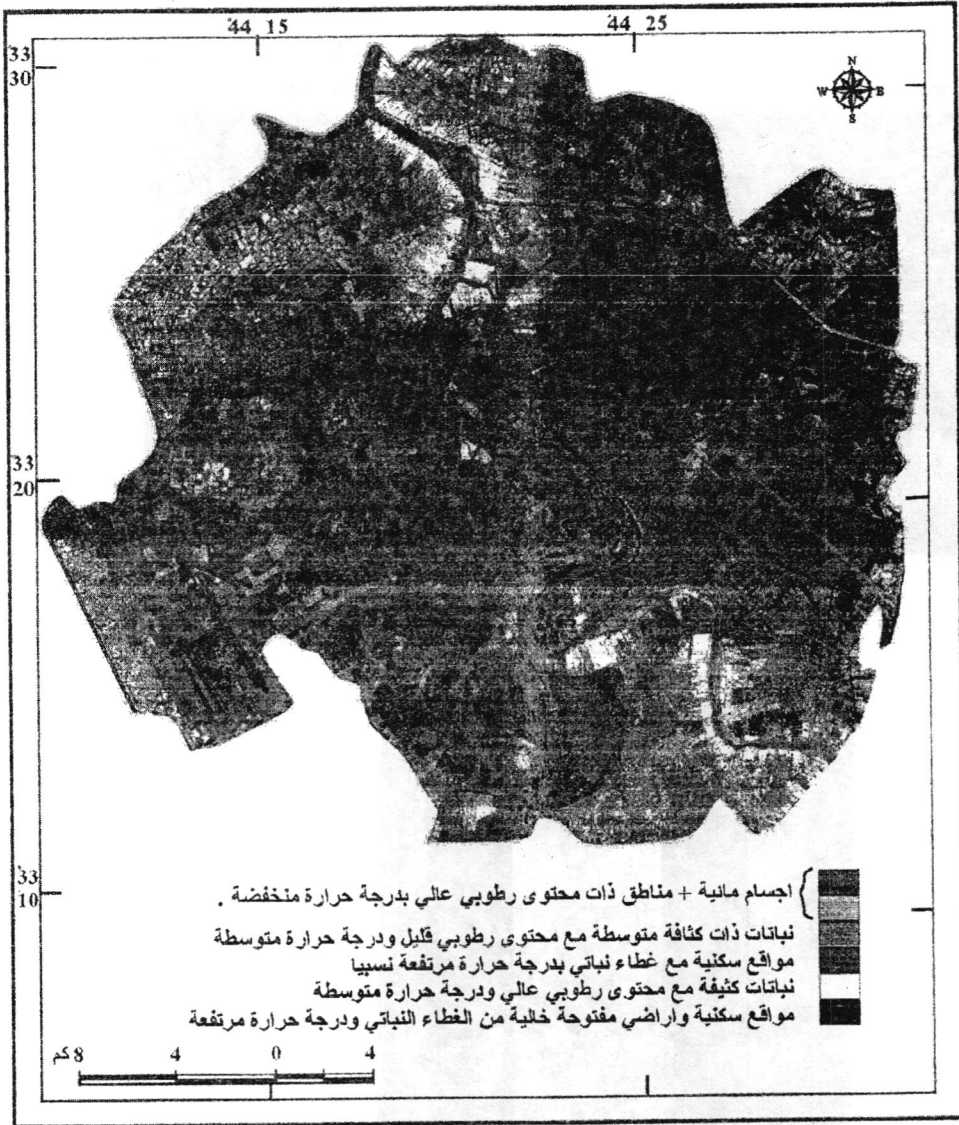 44 15 44 25
33
30
N
W E
S
33
20
33
10
اجسام مائية + مناطق ذات محتوى رطوبي عالي بدرجة حرارة منخفضة .
نباتات ذات كثافة متوسطة مع محتوى رطوبي قليل ودرجة حرارة متوسطة
مواقع سكنية مع غطاء نباتي بدرجة حرارة مرتفعة نسبيا
نباتات كثيفة مع محتوى رطوبي عالي ودرجة حرارة متوسطة
مواقع سكنية واراضي مفتوحة خالية من الغطاء النباتي ودرجة حرارة مرتفعة
8 كم 4 0 4